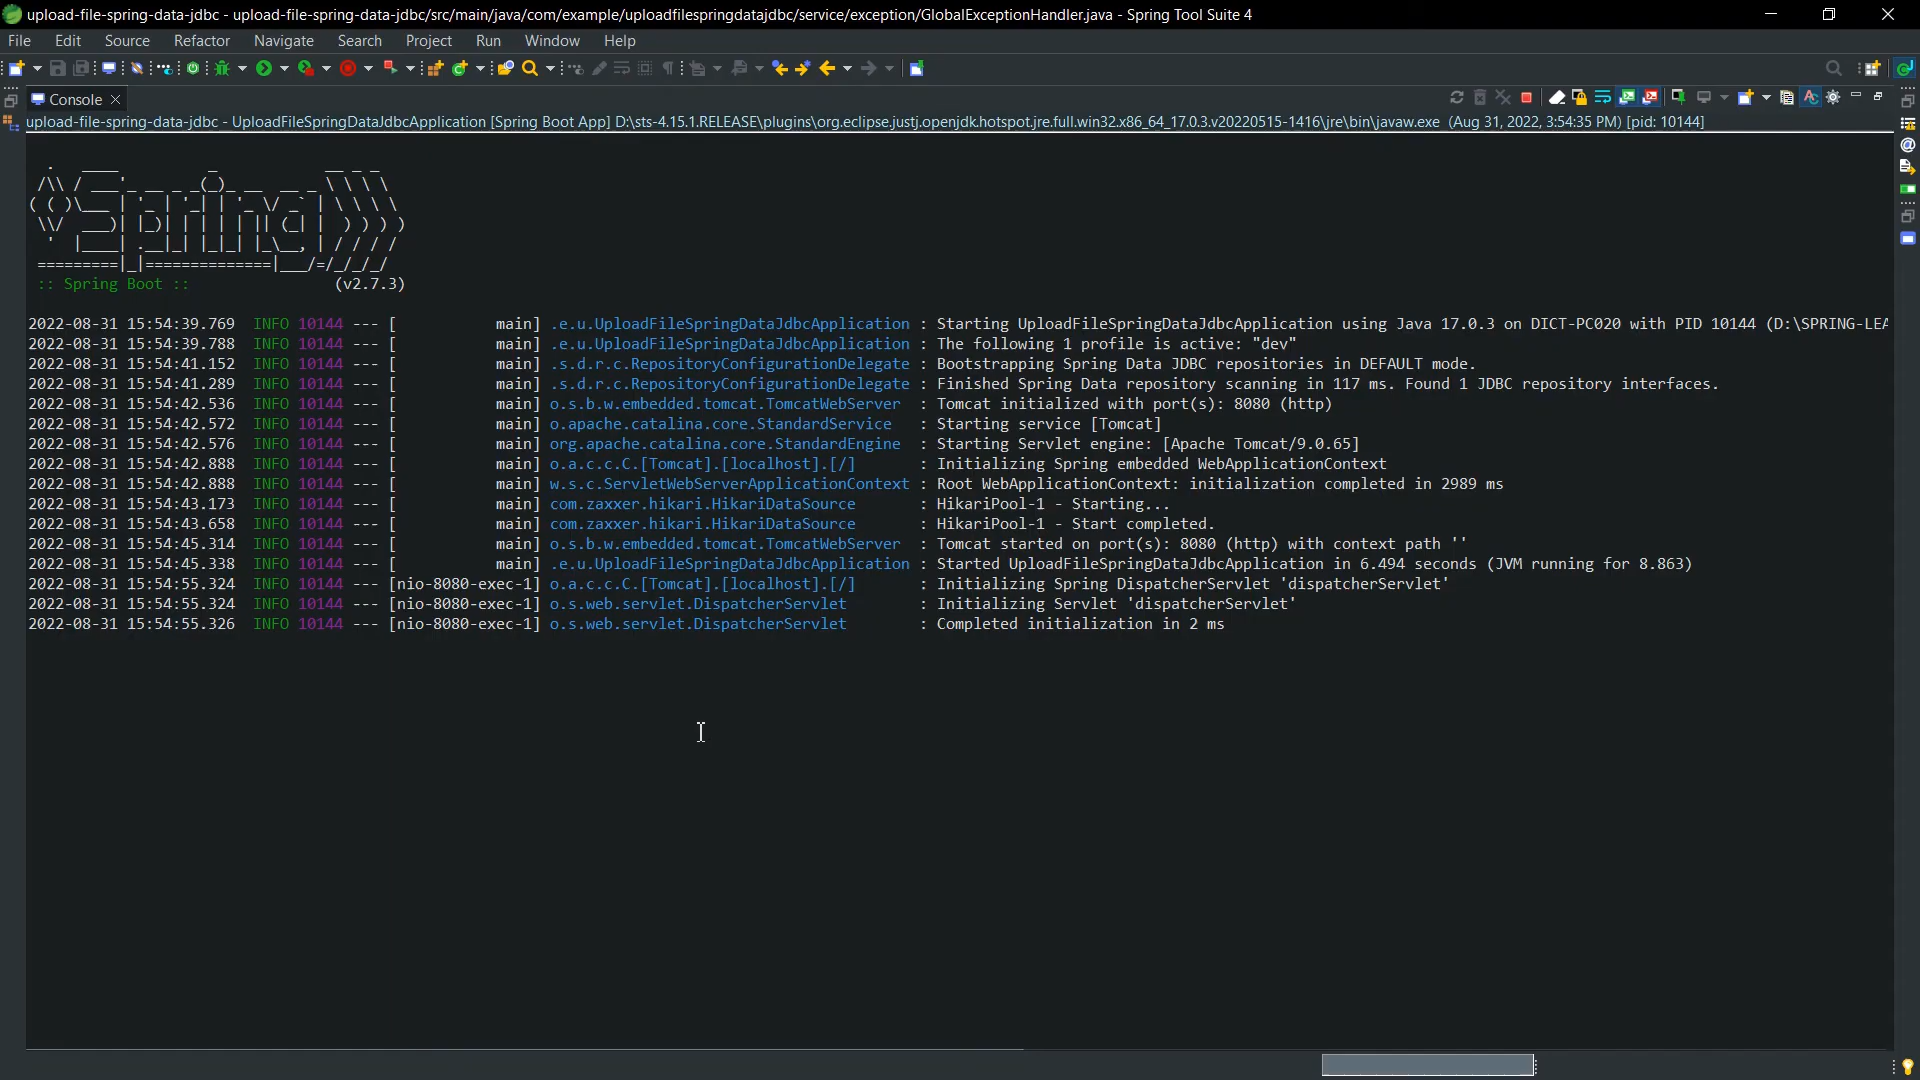 upload-file-spring-data-jdbc - upload-file-spring-data-jdbc/src/main/java/com/example/uploadfilespringdatajdbc/service/exception/GlobalExceptionHandler.java - Spring Tool Suite 4
File Edit Source Refactor Navigate Search Project Run Window Help
Console
upload-file-spring-data-jdbc - UploadFileSpringDataJdbcApplication [Spring Boot App] D:\sts-4.15.1.RELEASE\plugins\org.eclipse.justj.openjdk.hotspot.jre.full.win32.x86_64_17.0.3.v20220515-1416\jre\bin\javaw.exe (Aug 31, 2022, 3:54:35 PM) [pid: 10144]
  .   ____          _            __ _ _
 /\\ / ___'_ __ _ _(_)_ __  __ _ \ \ \ \
( ( )\___ | '_ | '_| | '_ \/ _` | \ \ \ \
 \\/  ___)| |_)| | | | | || (_| |  ) ) ) )
  '  |____| .__|_| |_|_| |_\__, | / / / /
 =========|_|==============|___/=/_/_/_/
 :: Spring Boot ::                (v2.7.3)
2022-08-31 15:54:39.769  INFO 10144 --- [           main] .e.u.UploadFileSpringDataJdbcApplication : Starting UploadFileSpringDataJdbcApplication using Java 17.0.3 on DICT-PC020 with PID 10144 (D:\SPRING-LEA
2022-08-31 15:54:39.788  INFO 10144 --- [           main] .e.u.UploadFileSpringDataJdbcApplication : The following 1 profile is active: "dev"
2022-08-31 15:54:41.152  INFO 10144 --- [           main] .s.d.r.c.RepositoryConfigurationDelegate : Bootstrapping Spring Data JDBC repositories in DEFAULT mode.
2022-08-31 15:54:41.289  INFO 10144 --- [           main] .s.d.r.c.RepositoryConfigurationDelegate : Finished Spring Data repository scanning in 117 ms. Found 1 JDBC repository interfaces.
2022-08-31 15:54:42.536  INFO 10144 --- [           main] o.s.b.w.embedded.tomcat.TomcatWebServer  : Tomcat initialized with port(s): 8080 (http)
2022-08-31 15:54:42.572  INFO 10144 --- [           main] o.apache.catalina.core.StandardService   : Starting service [Tomcat]
2022-08-31 15:54:42.576  INFO 10144 --- [           main] org.apache.catalina.core.StandardEngine  : Starting Servlet engine: [Apache Tomcat/9.0.65]
2022-08-31 15:54:42.888  INFO 10144 --- [           main] o.a.c.c.C.[Tomcat].[localhost].[/]       : Initializing Spring embedded WebApplicationContext
2022-08-31 15:54:42.888  INFO 10144 --- [           main] w.s.c.ServletWebServerApplicationContext : Root WebApplicationContext: initialization completed in 2989 ms
2022-08-31 15:54:43.173  INFO 10144 --- [           main] com.zaxxer.hikari.HikariDataSource       : HikariPool-1 - Starting...
2022-08-31 15:54:43.658  INFO 10144 --- [           main] com.zaxxer.hikari.HikariDataSource       : HikariPool-1 - Start completed.
2022-08-31 15:54:45.314  INFO 10144 --- [           main] o.s.b.w.embedded.tomcat.TomcatWebServer  : Tomcat started on port(s): 8080 (http) with context path ''
2022-08-31 15:54:45.338  INFO 10144 --- [           main] .e.u.UploadFileSpringDataJdbcApplication : Started UploadFileSpringDataJdbcApplication in 6.494 seconds (JVM running for 8.863)
2022-08-31 15:54:55.324  INFO 10144 --- [nio-8080-exec-1] o.a.c.c.C.[Tomcat].[localhost].[/]       : Initializing Spring DispatcherServlet 'dispatcherServlet'
2022-08-31 15:54:55.324  INFO 10144 --- [nio-8080-exec-1] o.s.web.servlet.DispatcherServlet        : Initializing Servlet 'dispatcherServlet'
2022-08-31 15:54:55.326  INFO 10144 --- [nio-8080-exec-1] o.s.web.servlet.DispatcherServlet        : Completed initialization in 2 ms